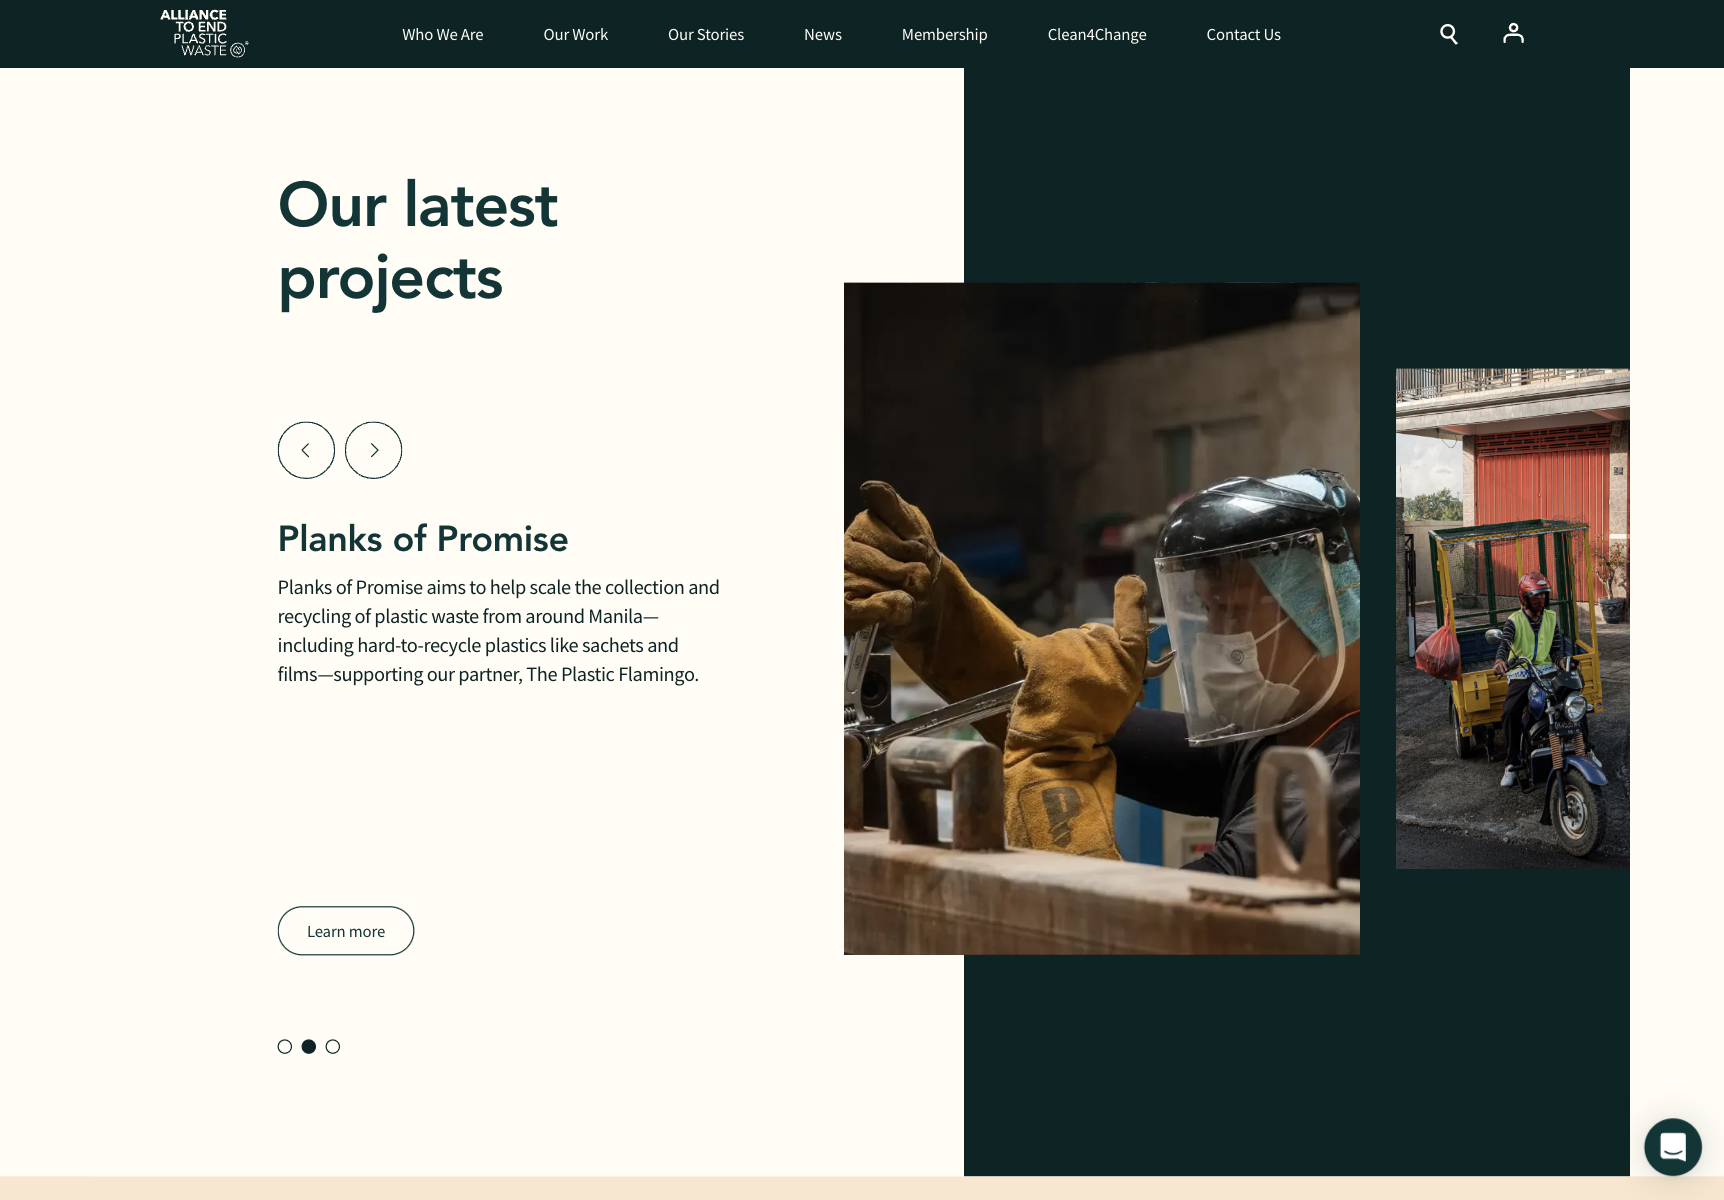 ALLIANCE
TO END
PLASTIC
WASTE
Who We Are
Our Work
Our Stories
News
Membership
Clean4Change
Contact Us
Our latest
projects
Planks of Promise
Planks of Promise aims to help scale the collection and
recycling of plastic waste from around Manila—
including hard-to-recycle plastics like sachets and
films—supporting our partner, The Plastic Flamingo.
Learn more